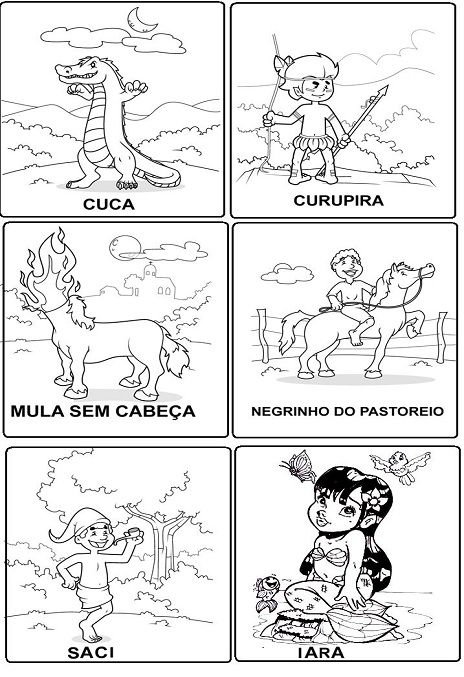 CUCA
CURUPIRA
MULA SEM CABEÇA
NEGRINHO DO PASTOREIO
SACI
IARA